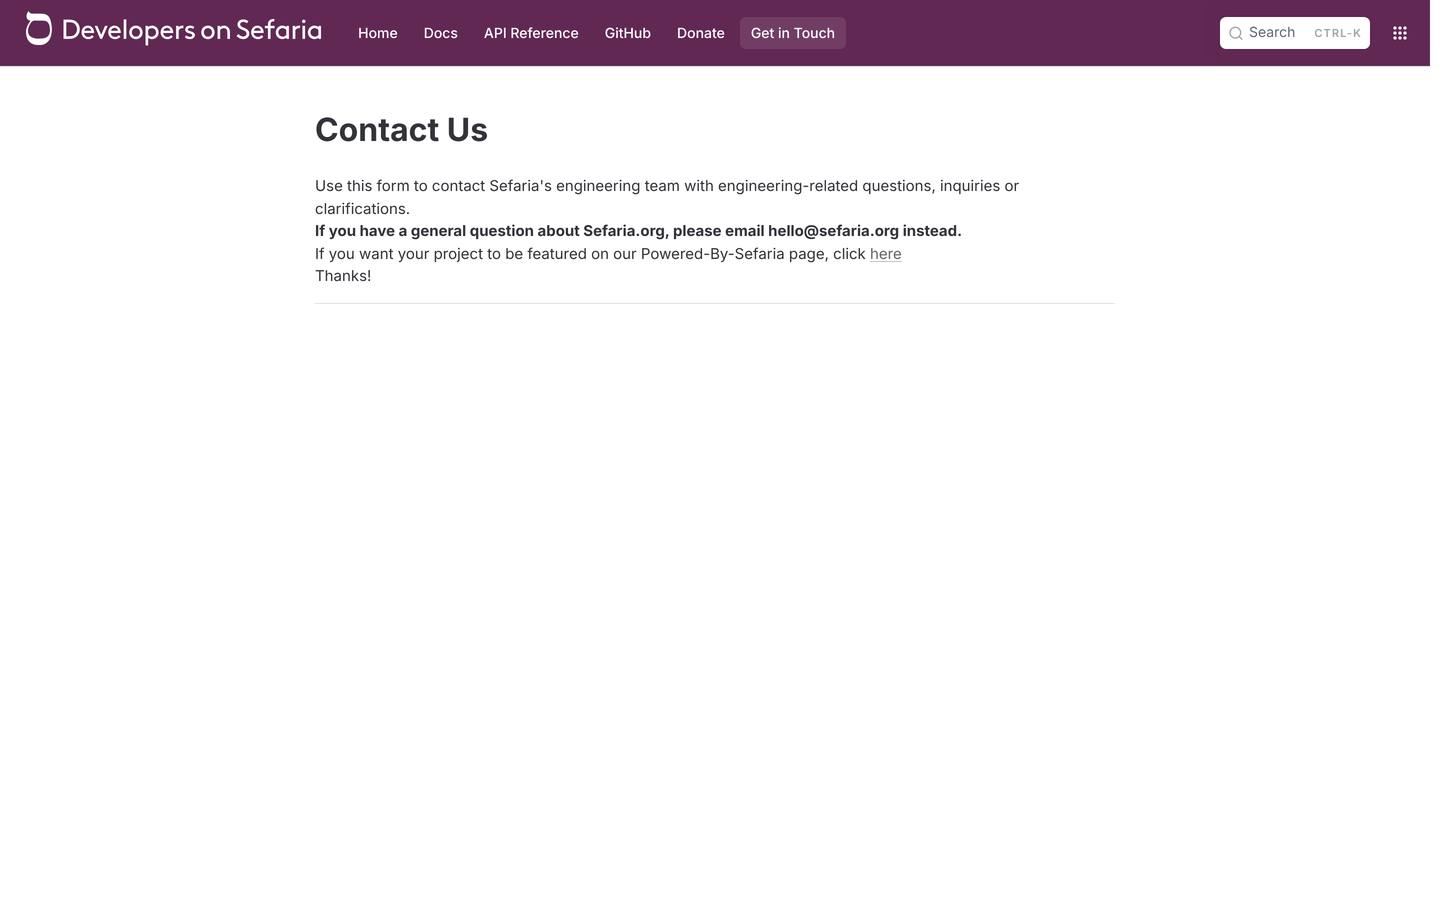 Developers on Sefaria
Home
Docs
API Reference
GitHub
Donate
Get in Touch
Search
CTRL-K
Contact Us
Use this form to contact Sefaria's engineering team with engineering-related questions, inquiries or
clarifications.
If you have a general question about Sefaria.org, please email hello@sefaria.org instead.
If you want your project to be featured on our Powered-By-Sefaria page, click here
Thanks!